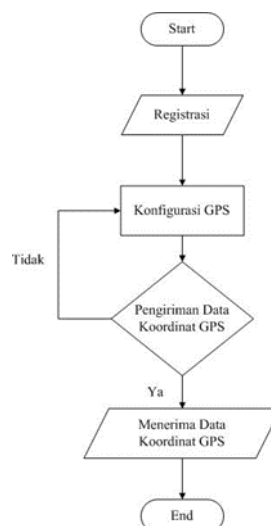 Start
Registrasi
Konfigurasi GPS
Tidak
Pengiriman Data
Koordinat GPS
Ya
Menerima Data
Koordinat GPS
End